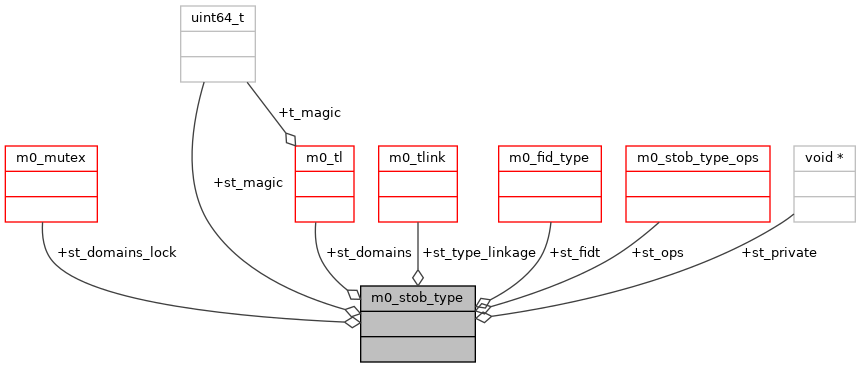 uint64_t
+t_magic
m0_mutex
m0_tl
m0_tlink
m0_fid_type
m0_stob_type_ops
void *
+st_magic
+st_domains_lock
+st_domains
+st_type_linkage
+st_fidt
+st_ops
+st_private
m0_stob_type